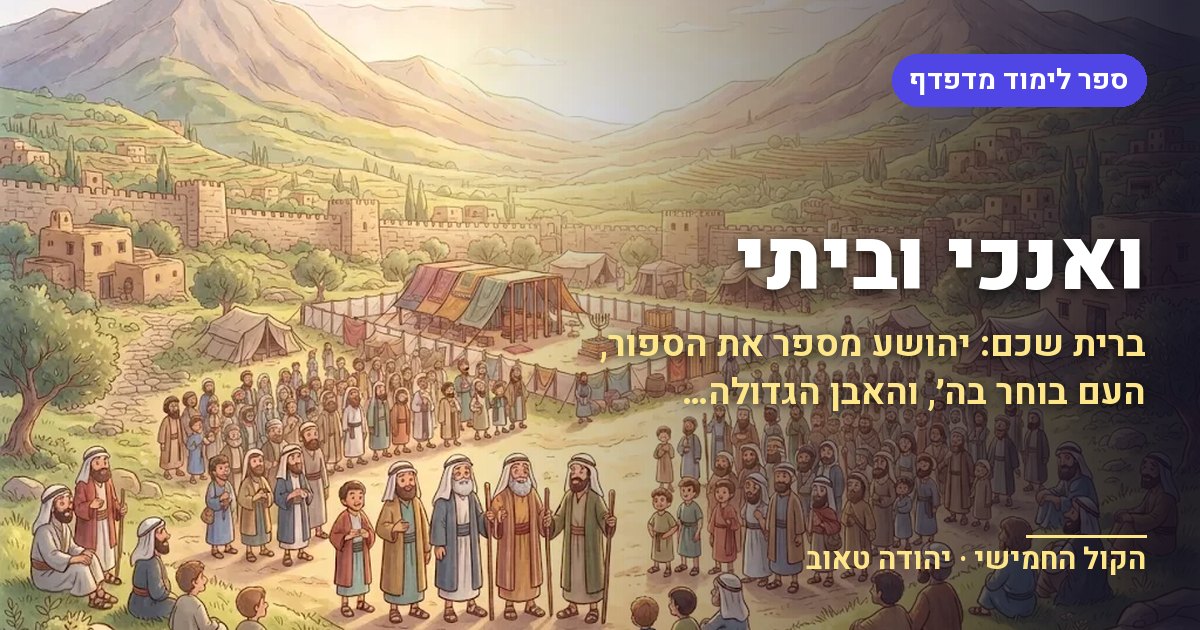 ספר לימוד מדפדף
ואנכי וביתי
ברית שכם: יהושע מספר את הספור,
העם בוחר בה׳, והאבן הגדולה...
הקול החמישי · יהודה טאוב